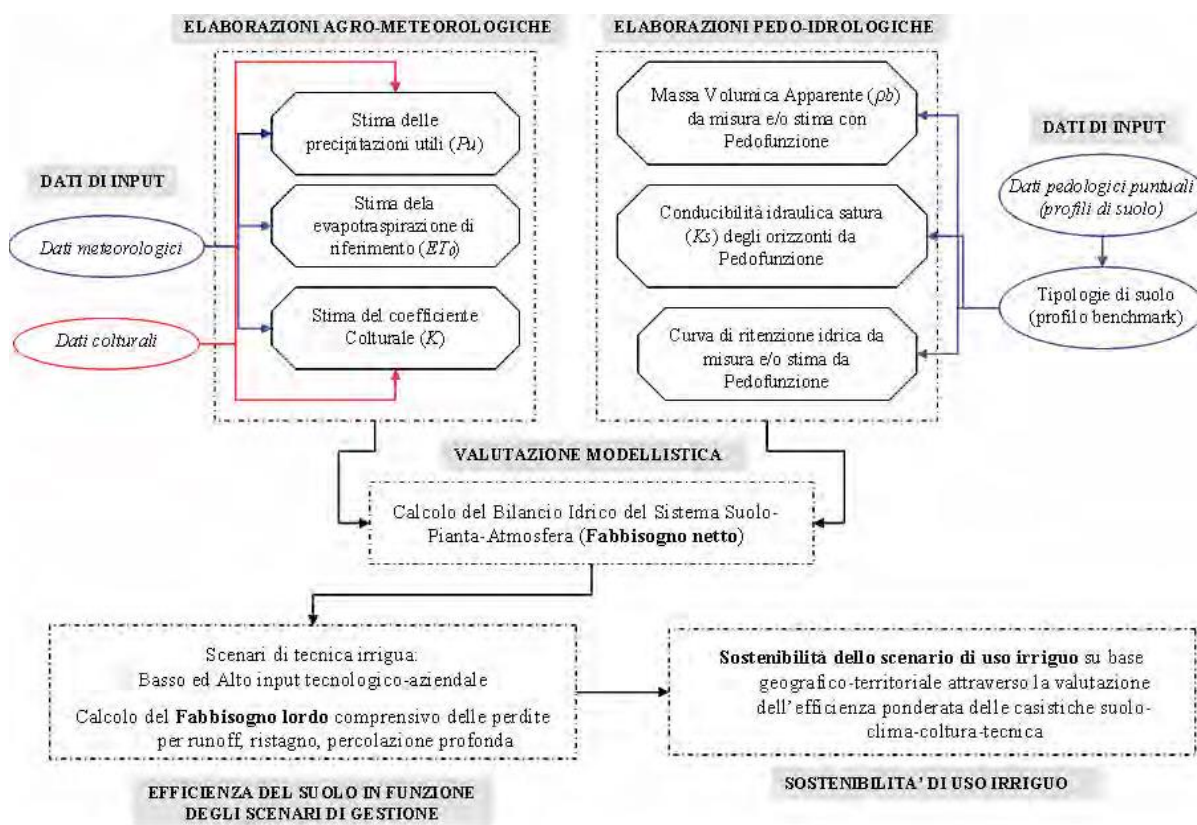 ELABORAZIONI AGRO-METEOROLOGICHE
ELABORAZIONI PEDO-IDROLOGICHE
DATI DI INPUT
Dati meteorologici
Dati colturali
Stima delle
precipitazioni utili (Pu)
Stima dela
evapotraspirazione di
riferimento (ET0)
Stima del coefficiente
Colturale (K)
Massa Volumica Apparente (ρb)
da misura e/o stima con
Pedofunzione
Conducibilità idraulica satura
(Ks) degli orizzonti da
Pedofunzione
Curva di ritenzione idrica da
misura e/o stima da
Pedofunzione
DATI DI INPUT
Dati pedologici puntuali
(profili di suolo)
Tipologie di suolo
(profilo benchmark)
VALUTAZIONE MODELLISTICA
Calcolo del Bilancio Idrico del Sistema Suolo-
Pianta-Atmosfera (Fabbisogno netto)
Scenari di tecnica irrigua:
Basso ed Alto input tecnologico-aziendale
Calcolo del Fabbisogno lordo comprensivo delle perdite
per runoff, ristagno, percolazione profonda
EFFICIENZA DEL SUOLO IN FUNZIONE
DEGLI SCENARI DI GESTIONE
Sostenibilità dello scenario di uso irriguo su base
geografico-territoriale attraverso la valutazione
dell'efficienza ponderata delle casistiche suolo-
clima-coltura-tecnica
SOSTENIBILITA' DI USO IRRIGUO